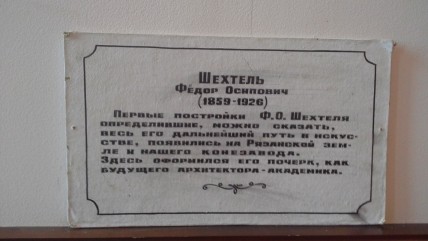 Шехтель
Фёдор Осипович
(1859-1926)
Первые постройки Ф.О. Шехтеля
определившие, можно сказать,
весь его дальнейший путь в искус-
стве, появились на Рязанской зем-
ле и нашего конезавода.
Здесь оформился его почерк, как
будущего архитектора-академика.